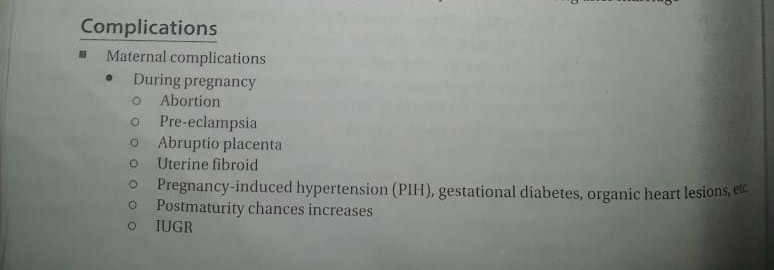 Complications
Maternal complications
During pregnancy
Abortion
Pre-eclampsia
Abruptio placenta
Uterine fibroid
Pregnancy-induced hypertension (PIH), gestational diabetes, organic heart lesions, etc
Postmaturity chances increases
IUGR